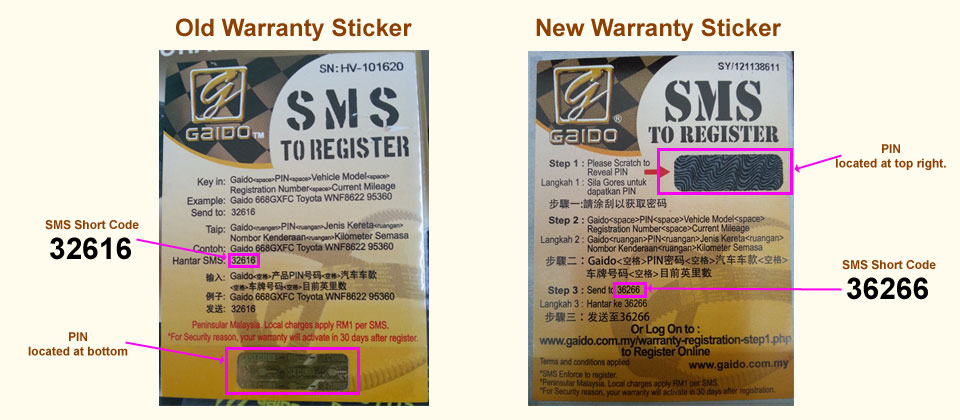 Old Warranty Sticker
SN: HV-101620
g
GAIDO TM
SMS
TO REGISTER
Key in: Gaido<space>PIN<space>Vehicle Model<space>
Registration Number<space>Current Mileage
Example: Gaido 668GXFC Toyota WNF8622 95360
Send to: 32616
Taip: Gaido<ruangan>PIN<ruangan>Jenis Kereta<ruangan>
Nombor Kenderaan<ruangan>Kilometer Semasa
Contoh: Gaido 668GXFC Toyota WNF8622 95360
Hantar SMS: 32616
输入: Gaido<空格>产品PIN号码<空格>汽车车款
<空格>车牌号码<空格>目前英里数
例子: Gaido 668GXFC Toyota WNF8622 95360
发送: 32616
Peninsular Malaysia. Local charges apply RM1 per SMS.
*For Security reason, your warranty will activate in 30 days after register.
SMS Short Code
32616
PIN
located at bottom
New Warranty Sticker
SY/121138611
g
GAIDO ®
SMS
TO REGISTER
Step 1 : Please Scratch to
Reveal PIN
Langkah 1 : Sila Gores untuk
dapatkan PIN
步骤一:請涂刮以获取密码
Step 2 : Gaido<space>PIN<space>Vehicle Model<space>
Registration Number<space>Current Mileage
Langkah 2 : Gaido<ruangan>PIN<ruangan>Jenis Kereta<ruangan>
Nombor Kenderaan<ruangan>Kilometer Semasa
步骤二：Gaido<空格>PIN密码<空格>汽车车款<空格>
车牌号码<空格>目前英里數
Step 3 : Send to 36266
Langkah 3 : Hantar ke 36266
步骤三：发送至36266
Or Log On to :
www.gaido.com.my/warranty-registration-step1.php
to Register Online
Terms and conditions applied
www.gaido.com.my
*SMS Enforce to register.
*Peninsular Malaysia. Local charges apply RM1 per SMS.
*For Security reason, your warranty will activate in 30 days after registration.
PIN
located at top right.
SMS Short Code
36266